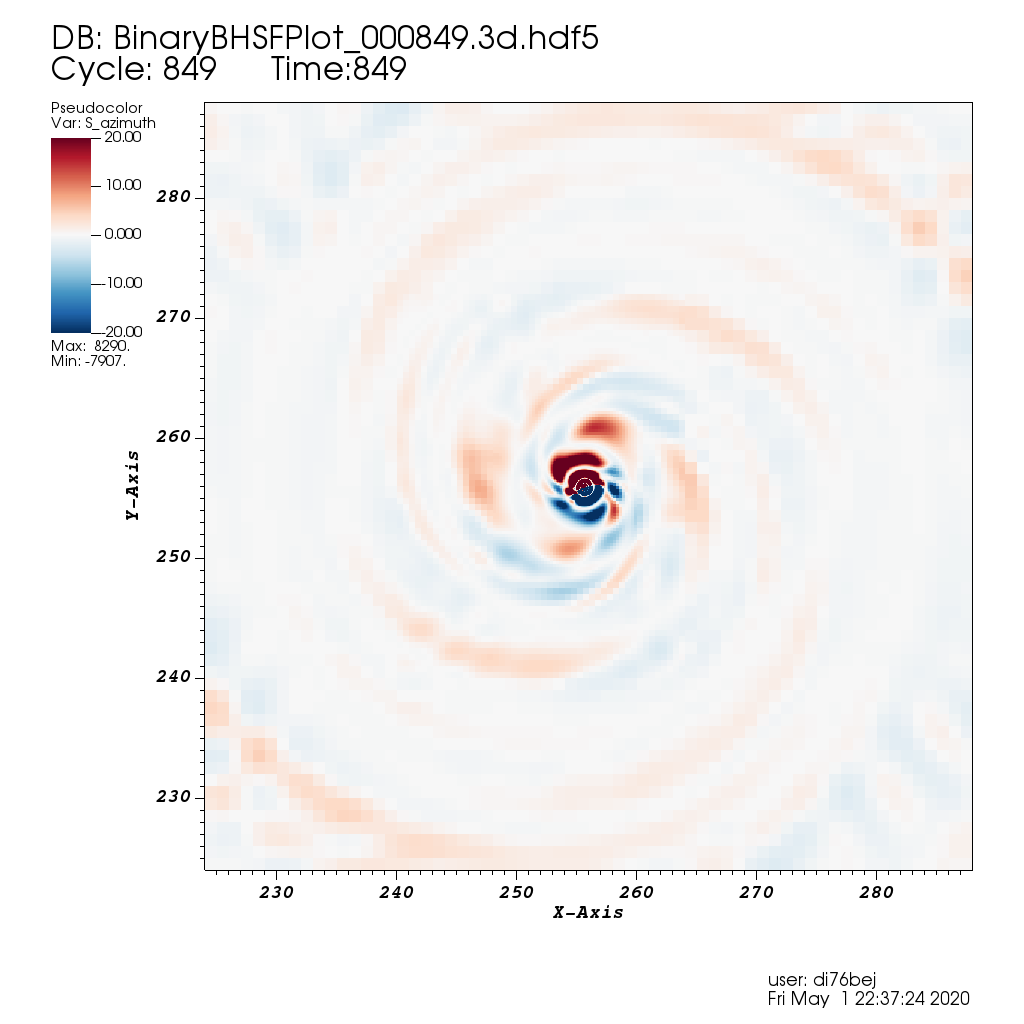 DB: BinaryBHSFPlot_000849.3d.hdf5
Cycle: 849 Time:849
Pseudocolor
Var: S_azimuth
20.00
10.00
0.000
-10.00
-20.00
Max: 8290.
Min: -7907.
280
270
260
250
240
230
Y-Axis
230 240 250 260 270 280
X-Axis
user: di76bej
Fri May 1 22:37:24 2020